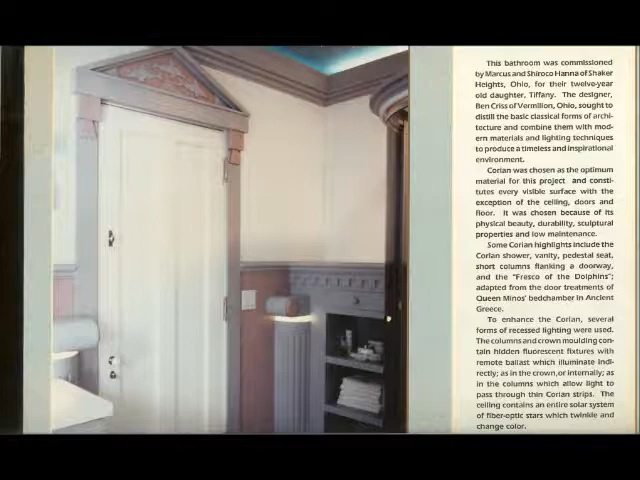 This bathroom was commissioned
by Marcus and Shiroco Hanna of Shaker
Heights, Ohio, for their twelve-year
old daughter, Tiffany. The designer,
Ben Criss of Vermilion, Ohio, sought to
distill the basic classical forms of archi-
tecture and combine them with mod-
ern materials and lighting techniques
to produce a timeless and inspirational
environment.
Corian was chosen as the optimum
material for this project and consti-
tutes every visible surface with the
exception of the ceiling, doors and
floor. It was chosen because of its
physical beauty, durability, sculptural
properties and low maintenance.
Some Corian highlights include the
Corian shower, vanity, pedestal seat,
short columns flanking a doorway,
and the "Fresco of the Dolphins";
adapted from the door treatments of
Queen Minos' bedchamber in Ancient
Greece.
To enhance the Corian, several
forms of recessed lighting were used.
The columns and crown moulding con-
tain hidden fluorescent fixtures with
remote ballast which illuminate indi-
rectly; as in the crown, or internally; as
in the columns which allow light to
pass through thin Corian strips. The
ceiling contains an entire solar system
of fiber-optic stars which twinkle and
change color.